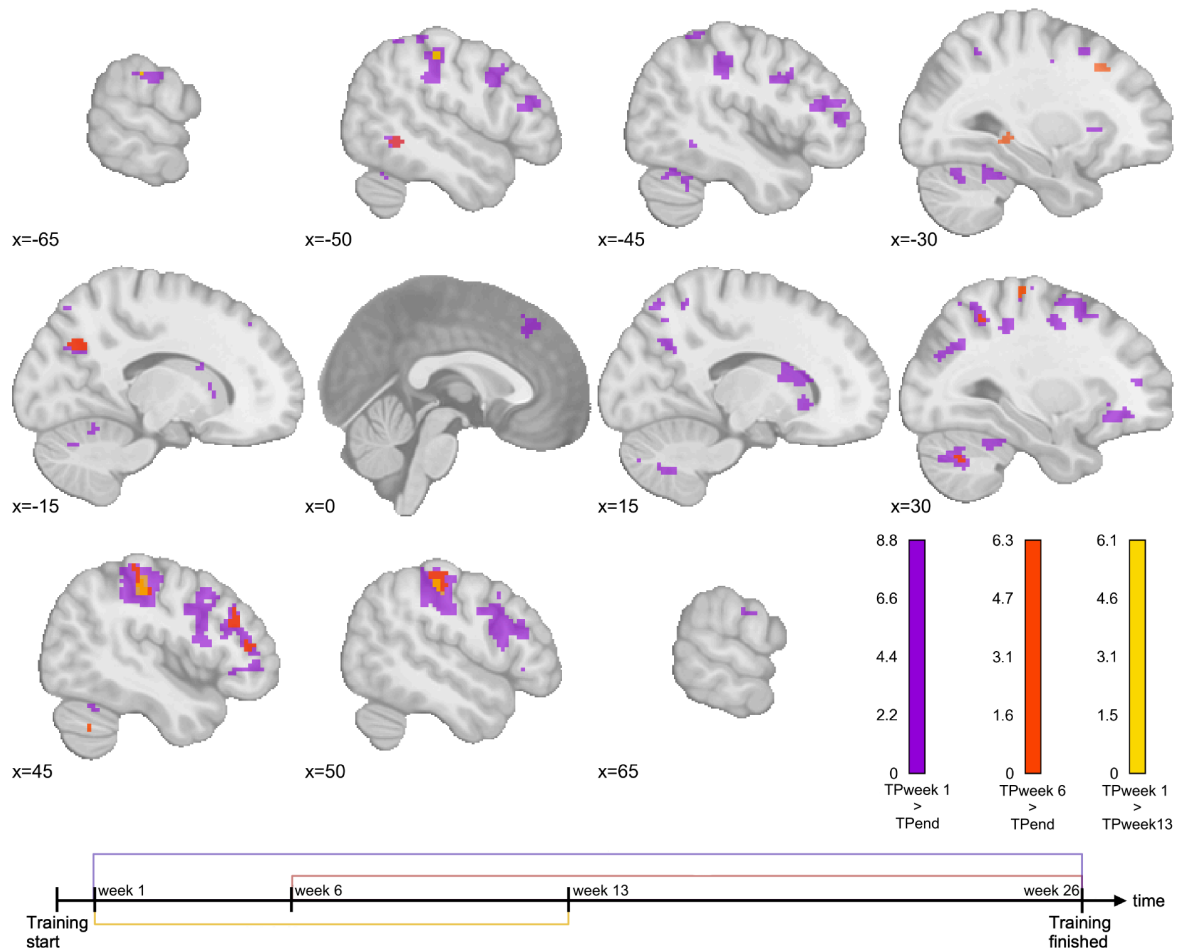 x=-65
x=-50
x=-45
x=-30
x=-15
x=0
x=15
x=30
8.8
6.6
4.4
2.2
0
TPweek 1
>
TPend
6.3
4.7
3.1
1.6
0
TPweek 6
>
TPend
6.1
4.6
3.1
1.5
0
TPweek 1
>
TPweek13
x=45
x=50
x=65
week 1
week 6
week 13
week 26
time
Training
start
Training
finished